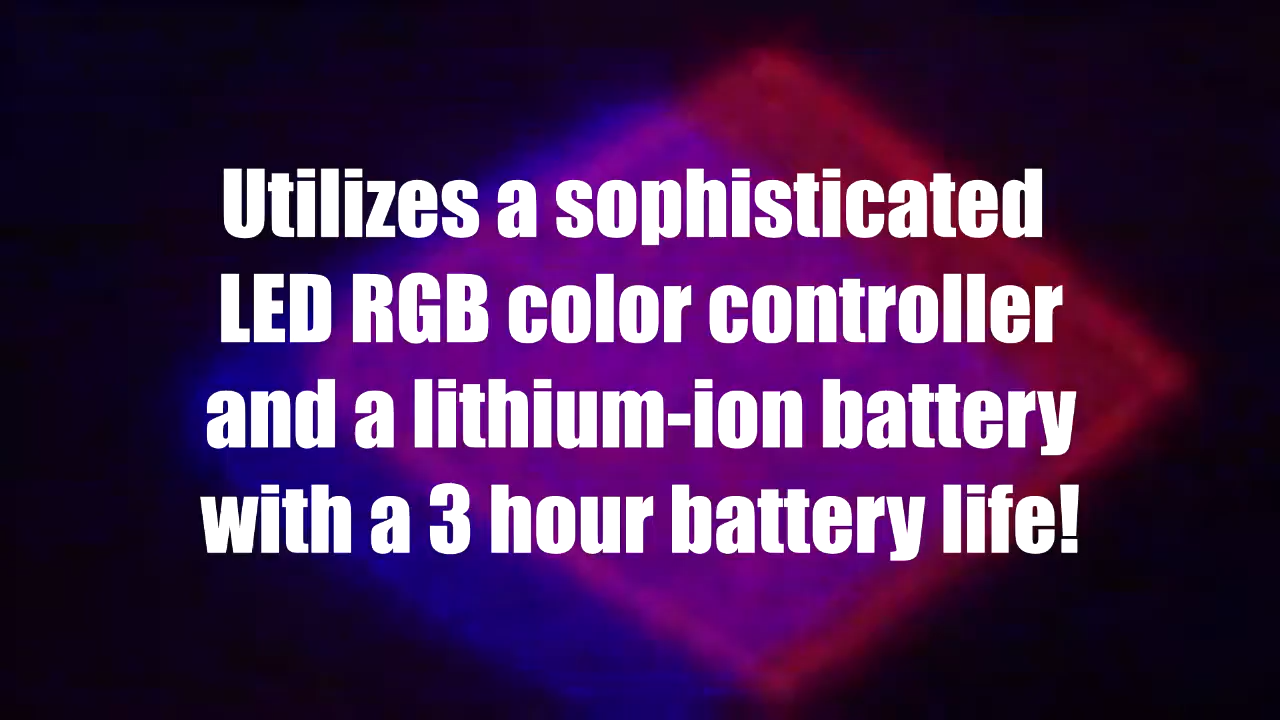 Utilizes a sophisticated
LED RGB color controller
and a lithium-ion battery
with a 3 hour battery life!